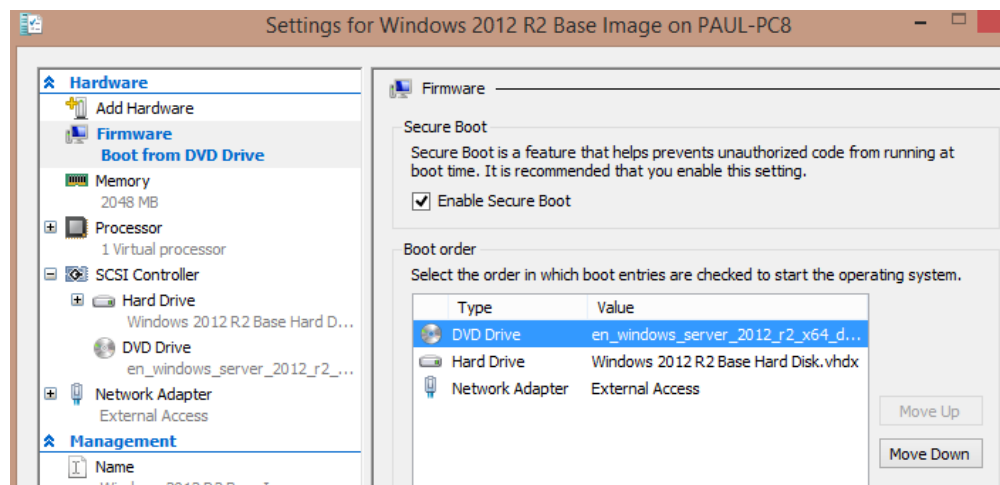 Settings for Windows 2012 R2 Base Image on PAUL-PC8
Hardware
Add Hardware
Firmware
Boot from DVD Drive
Memory
2048 MB
Processor
1 Virtual processor
SCSI Controller
Hard Drive
Windows 2012 R2 Base Hard D...
DVD Drive
en_windows_server_2012_r2_...
Network Adapter
External Access
Management
Name
Firmware
Secure Boot
Secure Boot is a feature that helps prevents unauthorized code from running at
boot time. It is recommended that you enable this setting.
Enable Secure Boot
Boot order
Select the order in which boot entries are checked to start the operating system.
Type Value
DVD Drive en_windows_server_2012_r2_x64_d...
Hard Drive Windows 2012 R2 Base Hard Disk.vhdx
Network Adapter External Access
Move Up
Move Down